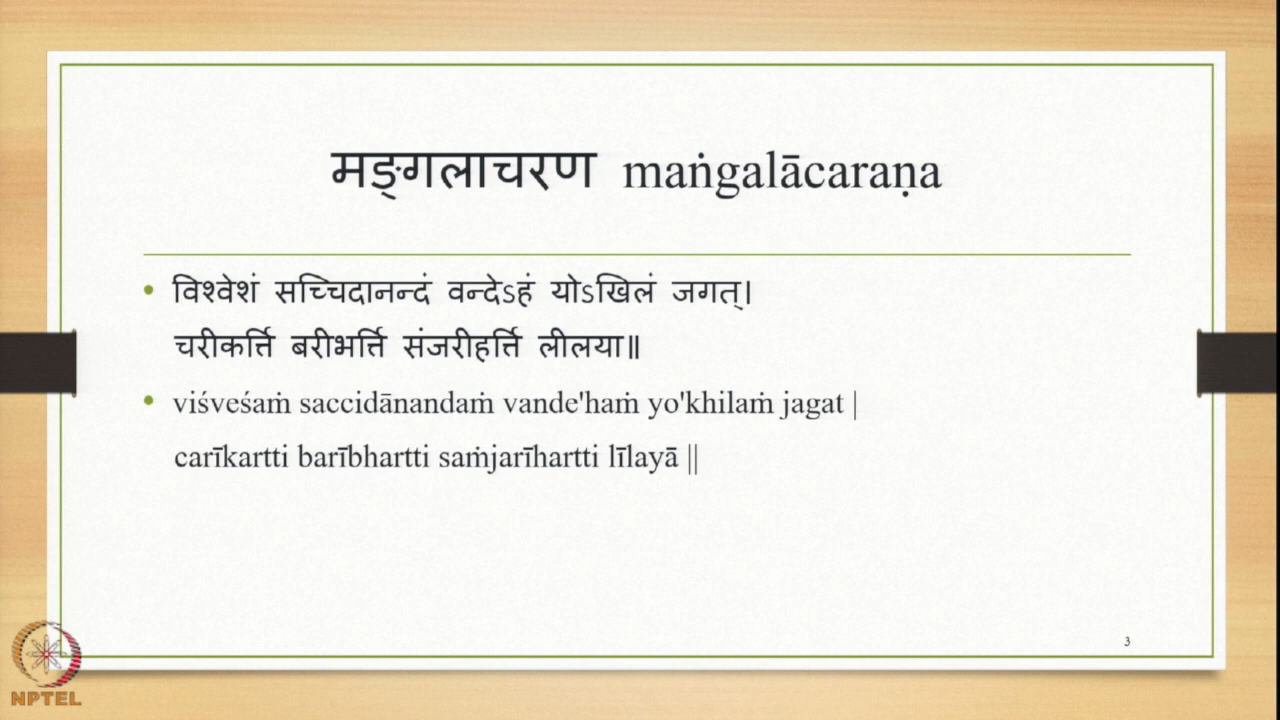 मङ्गलाचरण maṅgalācaraṇa
• विश्वेशं सच्चिदानन्दं वन्देऽहं योऽखिलं जगत्।
चरीकर्त्ति बरीभर्त्ति संजरीहर्त्ति लीलया॥
• viśveśaṁ saccidānandaṁ vande'haṁ yo'khilaṁ jagat |
carīkartti barībhartti saṁjarīhartti līlayā ||
3
NPTEL